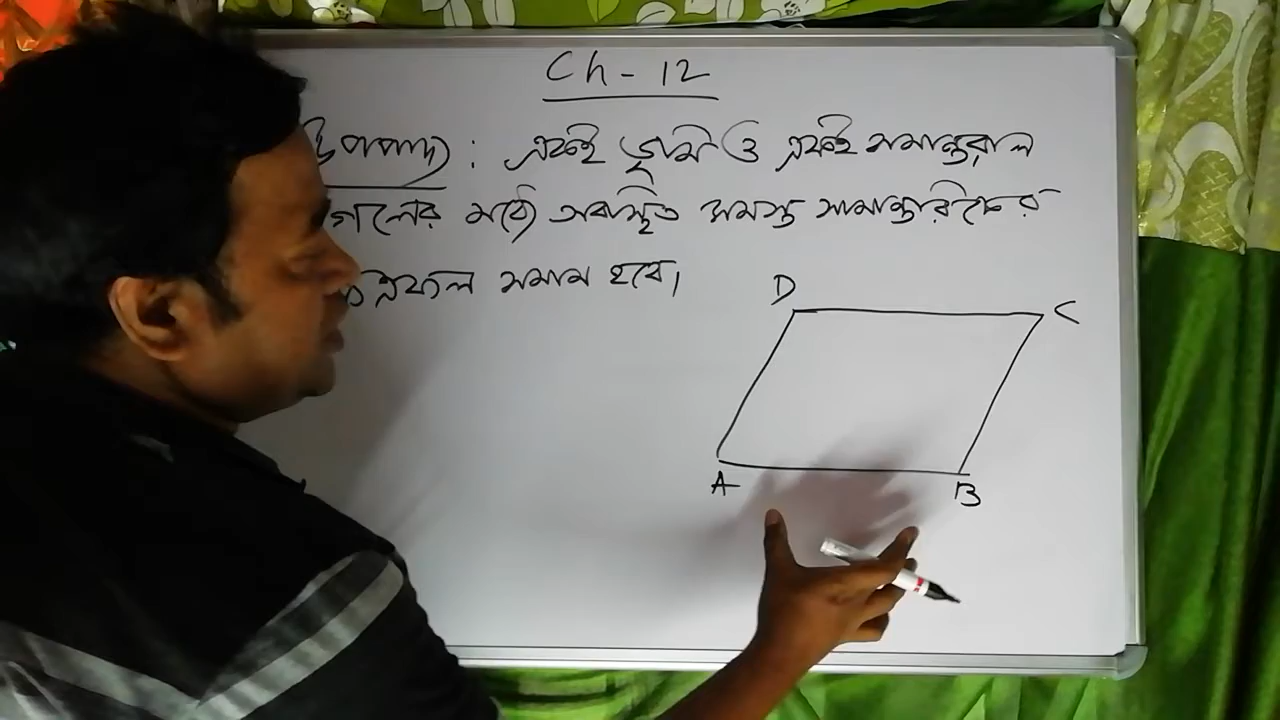 Ch - 12
উপপাদ্য : একই ভূমি ও একই সমান্তরাল
গলের মধ্যে অবস্থিত সমস্ত সামান্তরিকের
ত্রফল সমান হবে।
D C
A B